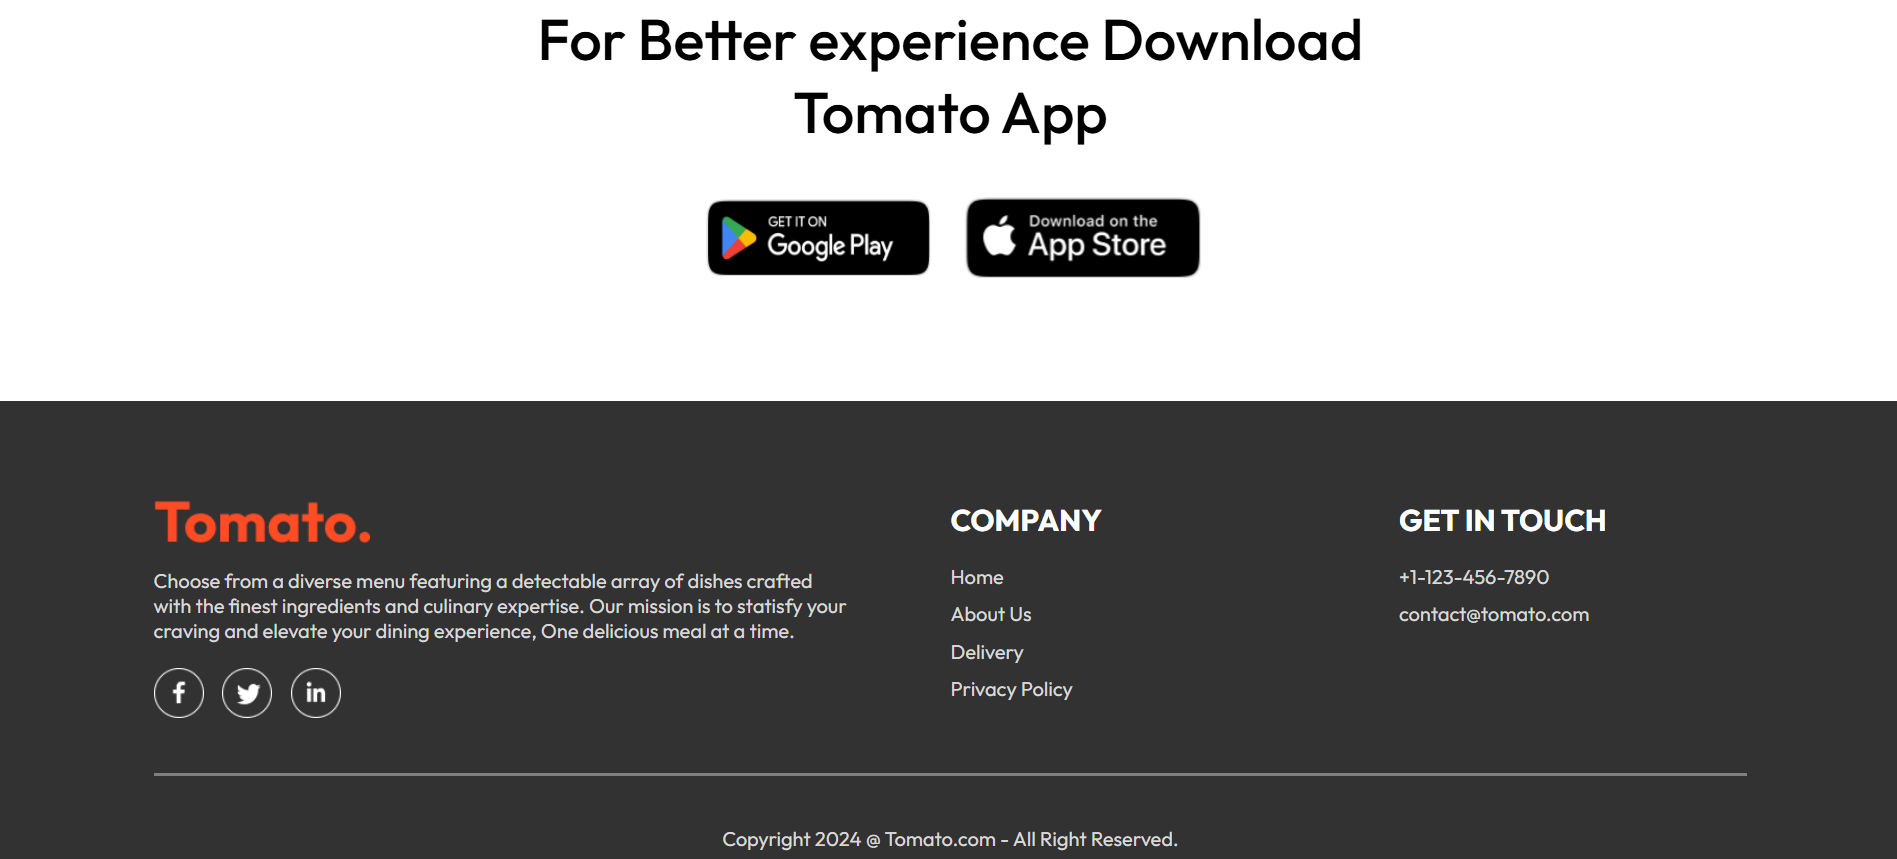 For Better experience Download
Tomato App
GET IT ON
Google Play
Download on the
App Store
Tomato.
Choose from a diverse menu featuring a detectable array of dishes crafted
with the finest ingredients and culinary expertise. Our mission is to statisfy your
craving and elevate your dining experience, One delicious meal at a time.
COMPANY
Home
About Us
Delivery
Privacy Policy
GET IN TOUCH
+1-123-456-7890
contact@tomato.com
Copyright 2024 @ Tomato.com - All Right Reserved.